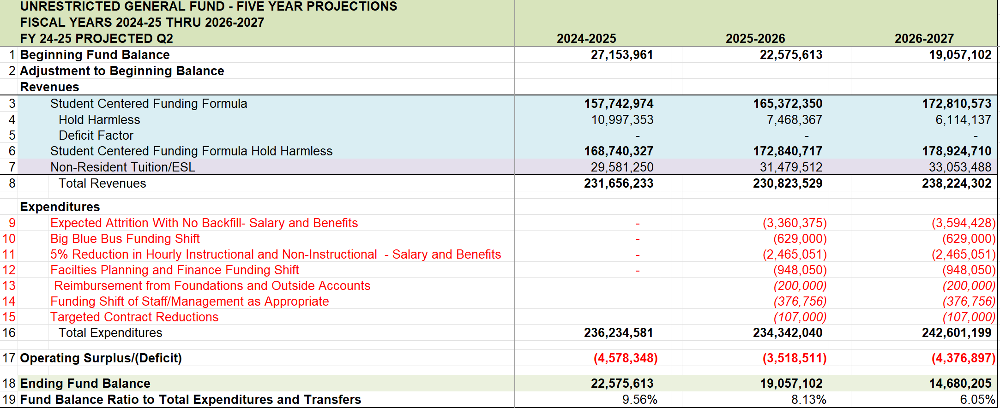 UNRESTRICTED GENERAL FUND - FIVE YEAR PROJECTIONS
FISCAL YEARS 2024-25 THRU 2026-2027
FY 24-25 PROJECTED Q2 2024-2025 2025-2026 2026-2027
1 Beginning Fund Balance 27,153,961 22,575,613 19,057,102
2 Adjustment to Beginning Balance
Revenues
3 Student Centered Funding Formula 157,742,974 165,372,350 172,810,573
4 Hold Harmless 10,997,353 7,468,367 6,114,137
5 Deficit Factor - - -
6 Student Centered Funding Formula Hold Harmless 168,740,327 172,840,717 178,924,710
7 Non-Resident Tuition/ESL 29,581,250 31,479,512 33,053,488
8 Total Revenues 231,656,233 230,823,529 238,224,302
Expenditures
9 Expected Attrition With No Backfill- Salary and Benefits - (3,360,375) (3,594,428)
10 Big Blue Bus Funding Shift - (629,000) (629,000)
11 5% Reduction in Hourly Instructional and Non-Instructional - Salary and Benefits - (2,465,051) (2,465,051)
12 Facilties Planning and Finance Funding Shift - (948,050) (948,050)
13 Reimbursement from Foundations and Outside Accounts (200,000) (200,000)
14 Funding Shift of Staff/Management as Appropriate (376,756) (376,756)
15 Targeted Contract Reductions (107,000) (107,000)
16 Total Expenditures 236,234,581 234,342,040 242,601,199
17 Operating Surplus/(Deficit) (4,578,348) (3,518,511) (4,376,897)
18 Ending Fund Balance 22,575,613 19,057,102 14,680,205
19 Fund Balance Ratio to Total Expenditures and Transfers 9.56% 8.13% 6.05%